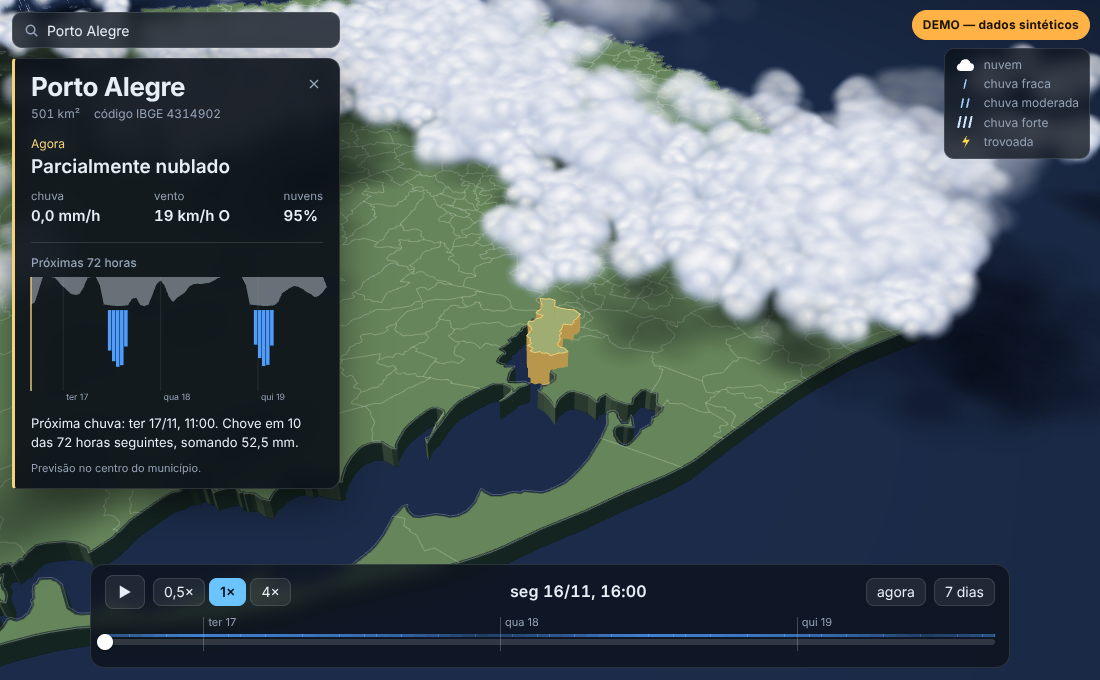 Porto Alegre
DEMO — dados sintéticos
nuvem
chuva fraca
chuva moderada
chuva forte
trovoada
Porto Alegre
501 km² código IBGE 4314902
Agora
Parcialmente nublado
chuva vento nuvens
0,0 mm/h 19 km/h O 95%
Próximas 72 horas
ter 17 qua 18 qui 19
Próxima chuva: ter 17/11, 11:00. Chove em 10
das 72 horas seguintes, somando 52,5 mm.
Previsão no centro do município.
0,5× 1× 4× seg 16/11, 16:00 agora 7 dias
ter 17 qua 18 qui 19